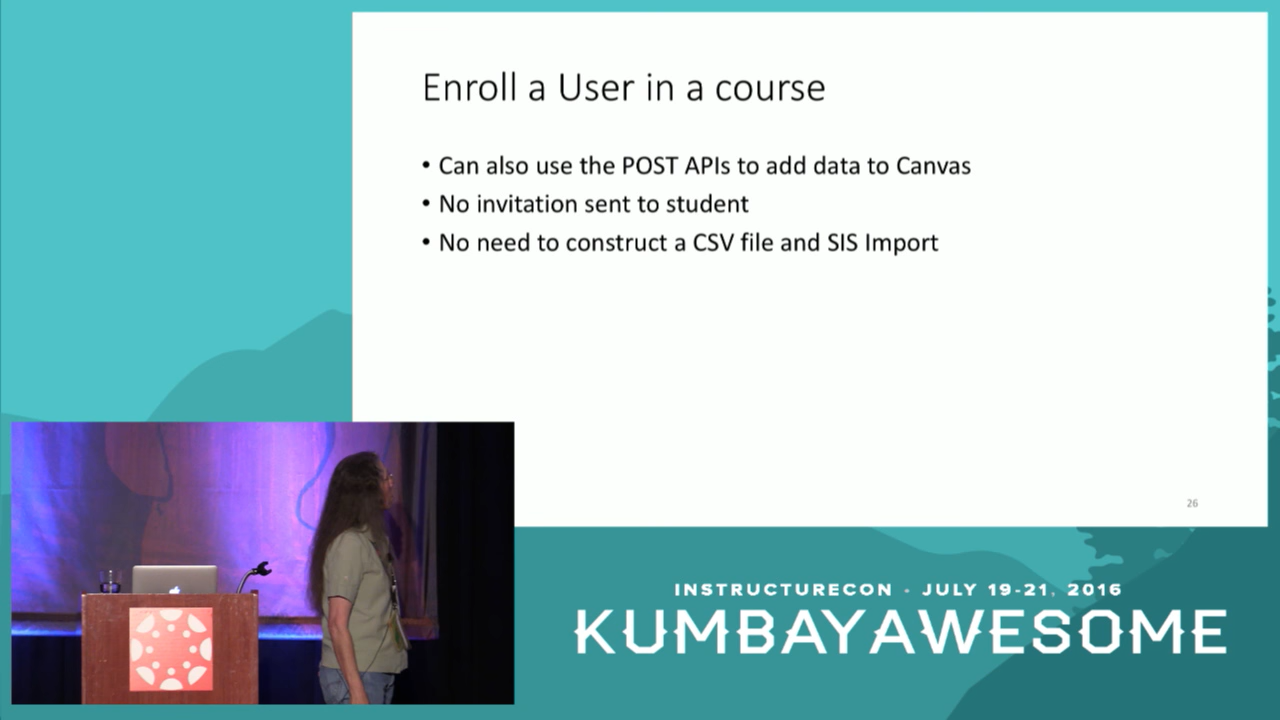 Enroll a User in a course
• Can also use the POST APIs to add data to Canvas
• No invitation sent to student
• No need to construct a CSV file and SIS Import
26
INSTRUCTURECON • JULY 19-21, 2016
KUMBAYAWESOME